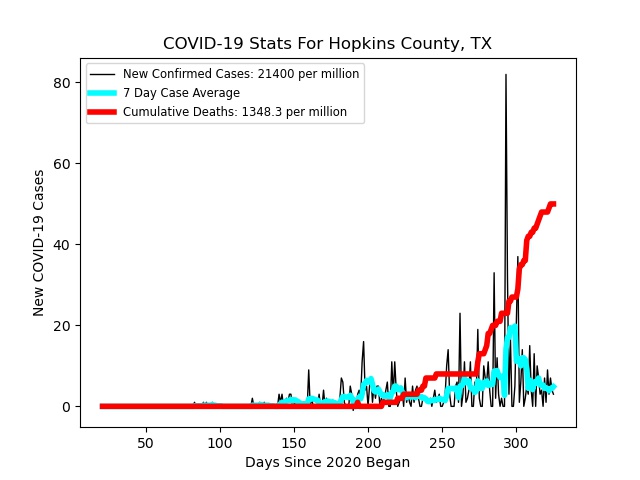 COVID-19 Stats For Hopkins County, TX
New Confirmed Cases: 21400 per million
7 Day Case Average
Cumulative Deaths: 1348.3 per million
New COVID-19 Cases
80
60
40
20
0
50 100 150 200 250 300
Days Since 2020 Began